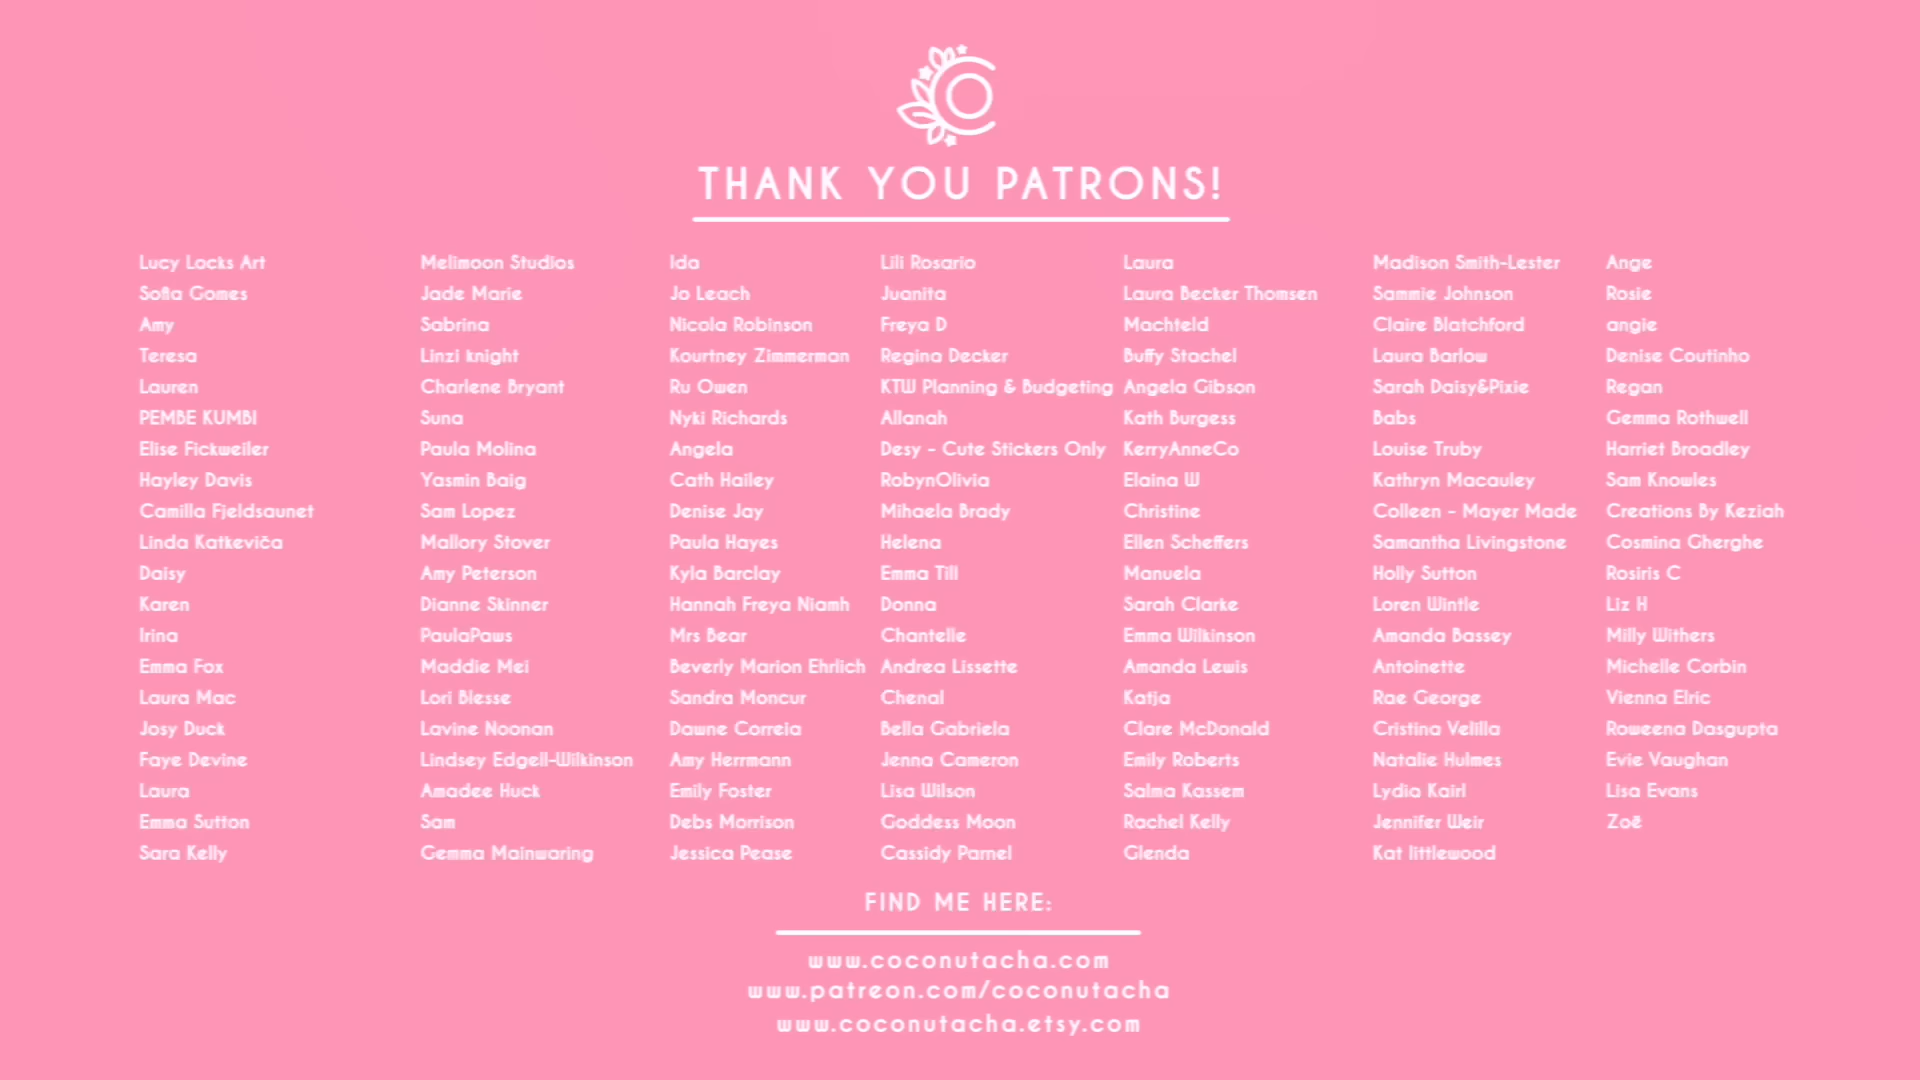 THANK YOU PATRONS!
Lucy Locks Art
Sofia Gomes
Amy
Teresa
Lauren
PEMBE KUMBI
Elise Fickweiler
Hayley Davis
Camilla Fjeldsaunet
Linda Katkeviča
Daisy
Karen
Irina
Emma Fox
Laura Mac
Josy Duck
Faye Devine
Laura
Emma Sutton
Sara Kelly
Melimoon Studios
Jade Marie
Sabrina
Linzi knight
Charlene Bryant
Suna
Paula Molina
Yasmin Baig
Sam Lopez
Mallory Stover
Amy Peterson
Dianne Skinner
PaulaPaws
Maddie Mei
Lori Blesse
Lavine Noonan
Lindsey Edgell-Wilkinson
Amadee Huck
Sam
Gemma Mainwaring
Ida
Jo Leach
Nicola Robinson
Kourtney Zimmerman
Ru Owen
Nyki Richards
Angela
Cath Hailey
Denise Jay
Paula Hayes
Kyla Barclay
Hannah Freya Niamh
Mrs Bear
Beverly Marion Ehrlich
Sandra Moncur
Dawne Correia
Amy Herrmann
Emily Foster
Debs Morrison
Jessica Pease
Lili Rosario
Juanita
Freya D
Regina Decker
KTW Planning & Budgeting
Allanah
Desy - Cute Stickers Only
RobynOlivia
Mihaela Brady
Helena
Emma Till
Donna
Chantelle
Andrea Lissette
Chenal
Bella Gabriela
Jenna Cameron
Lisa Wilson
Goddess Moon
Cassidy Parnel
Laura
Laura Becker Thomsen
Machteld
Buffy Stachel
Angela Gibson
Kath Burgess
KerryAnneCo
Elaina W
Christine
Ellen Scheffers
Manuela
Sarah Clarke
Emma Wilkinson
Amanda Lewis
Katja
Clare McDonald
Emily Roberts
Salma Kassem
Rachel Kelly
Glenda
Madison Smith-Lester
Sammie Johnson
Claire Blatchford
Laura Barlow
Sarah Daisy&Pixie
Babs
Louise Truby
Kathryn Macauley
Colleen - Mayer Made
Samantha Livingstone
Holly Sutton
Loren Wintle
Amanda Bassey
Antoinette
Rae George
Cristina Velilla
Natalie Hulmes
Lydia Kairl
Jennifer Weir
Kat littlewood
Ange
Rosie
angie
Denise Coutinho
Regan
Gemma Rothwell
Harriet Broadley
Sam Knowles
Creations By Keziah
Cosmina Gherghe
Rosiris C
Liz H
Milly Withers
Michelle Corbin
Vienna Elric
Roweena Dasgupta
Evie Vaughan
Lisa Evans
Zoë
FIND ME HERE:
www.coconutacha.com
www.patreon.com/coconutacha
www.coconutacha.etsy.com